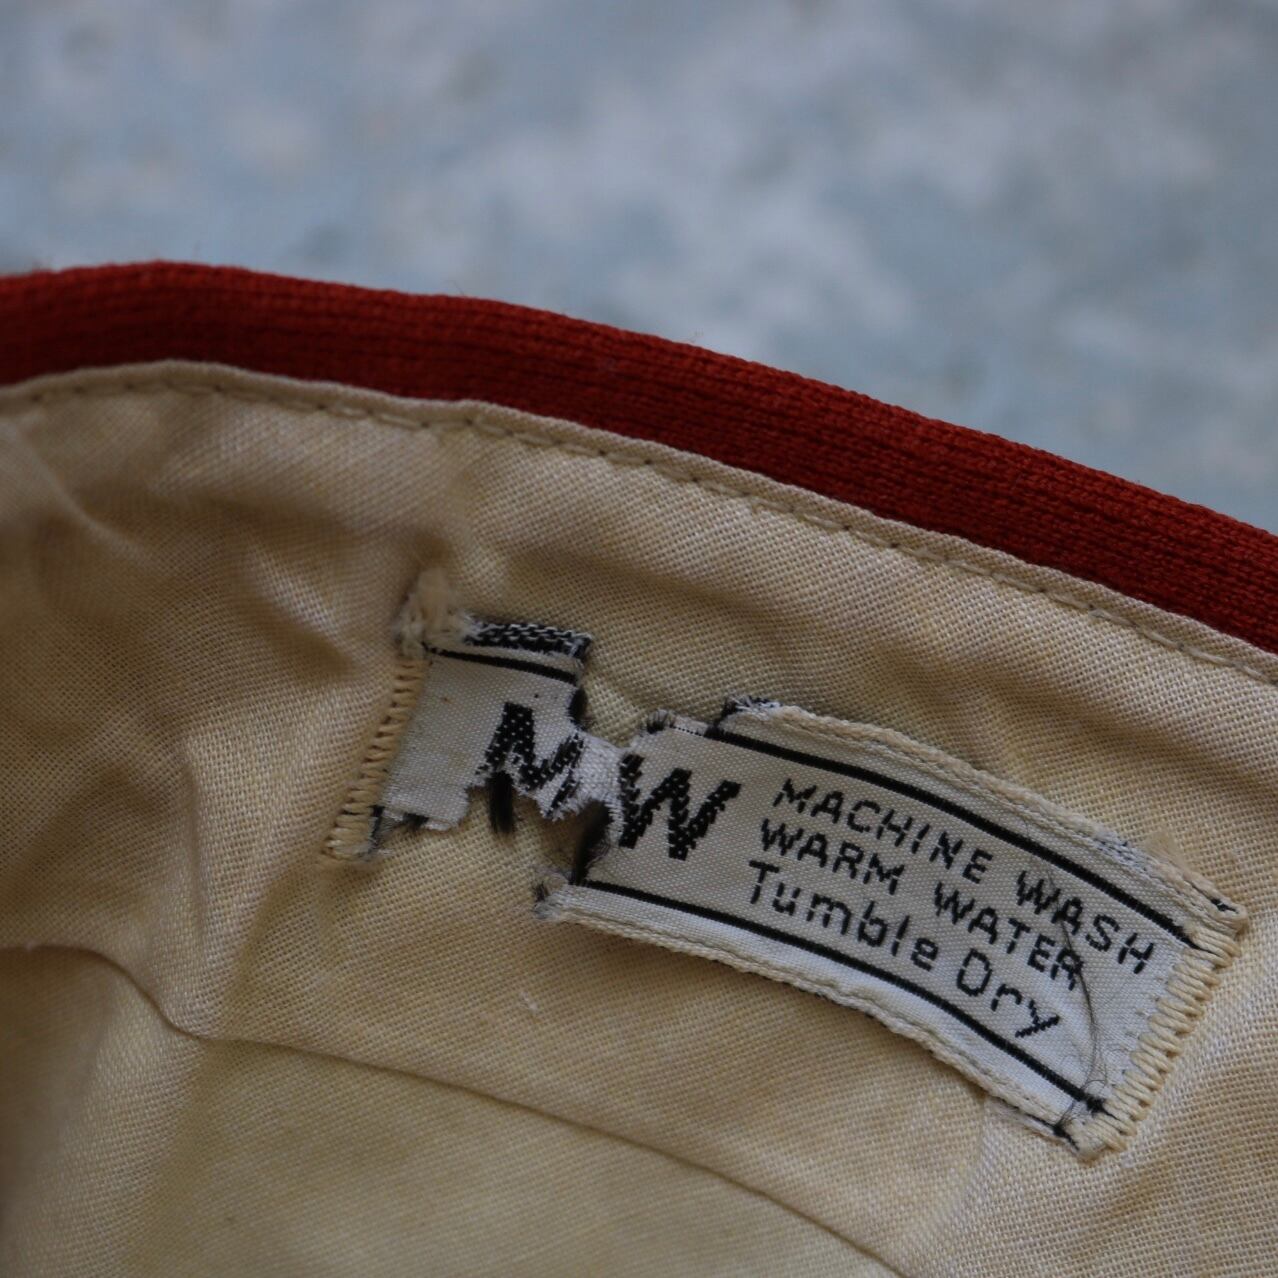 MW
MACHINE WASH
WARM WATER
Tumble Dry